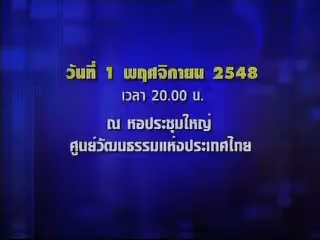 วันที่ 1 พฤศจิกายน 2548
เวลา 20.00 น.
ณ หอประชุมใหญ่
ศูนย์วัฒนธรรมแห่งประเทศไทย